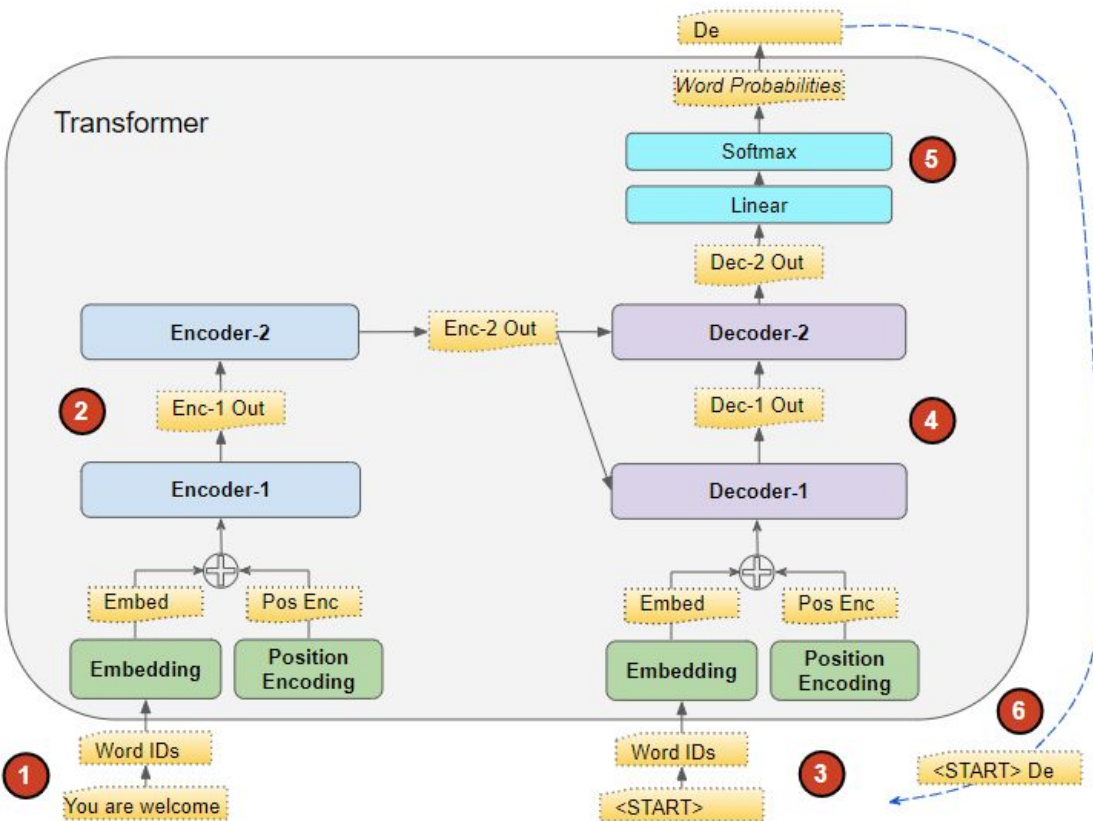 De
Word Probabilities
Transformer
Softmax
5
Linear
Dec-2 Out
Encoder-2
Enc-2 Out
Decoder-2
2
Enc-1 Out
Dec-1 Out
4
Encoder-1
Decoder-1
Embed
Pos Enc
Embed
Pos Enc
Embedding
Position
Encoding
Embedding
Position
Encoding
6
1
Word IDs
Word IDs
3
<START> De
You are welcome
<START>